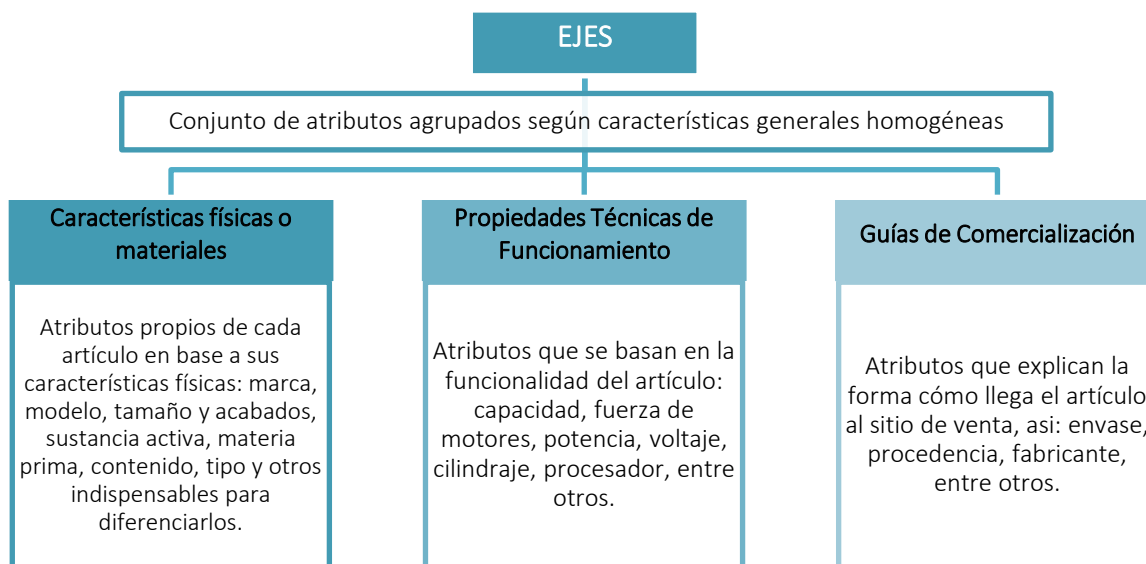 EJES
Conjunto de atributos agrupados según características generales homogéneas
Características físicas o
materiales
Atributos propios de cada
artículo en base a sus
características físicas: marca,
modelo, tamaño y acabados,
sustancia activa, materia
prima, contenido, tipo y otros
indispensables para
diferenciarlos.
Propiedades Técnicas de
Funcionamiento
Atributos que se basan en la
funcionalidad del artículo:
capacidad, fuerza de
motores, potencia, voltaje,
cilindraje, procesador, entre
otros.
Guías de Comercialización
Atributos que explican la
forma cómo llega el artículo
al sitio de venta, asi: envase,
procedencia, fabricante,
entre otros.